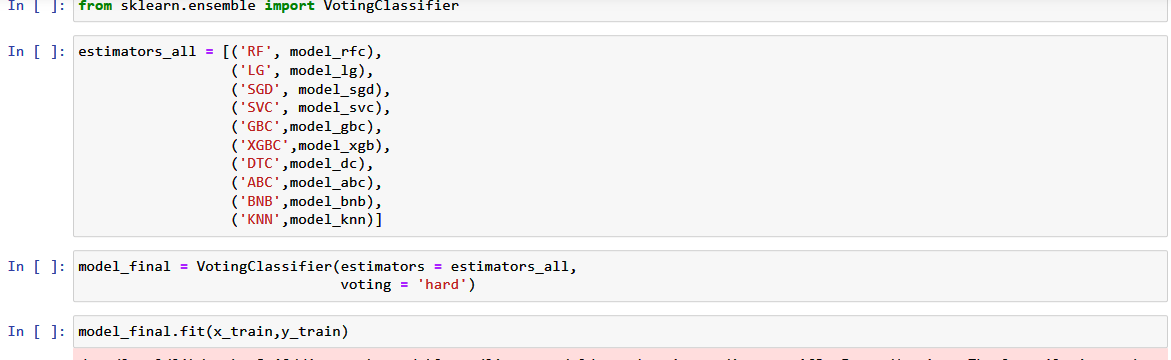 In [ ]: from sklearn.ensemble import VotingClassifier
In [ ]: estimators_all = [('RF', model_rfc),
('LG', model_lg),
('SGD', model_sgd),
('SVC', model_svc),
('GBC',model_gbc),
('XGBC',model_xgb),
('DTC',model_dc),
('ABC',model_abc),
('BNB',model_bnb),
('KNN',model_knn)]
In [ ]: model_final = VotingClassifier(estimators = estimators_all,
voting = 'hard')
In [ ]: model_final.fit(x_train,y_train)